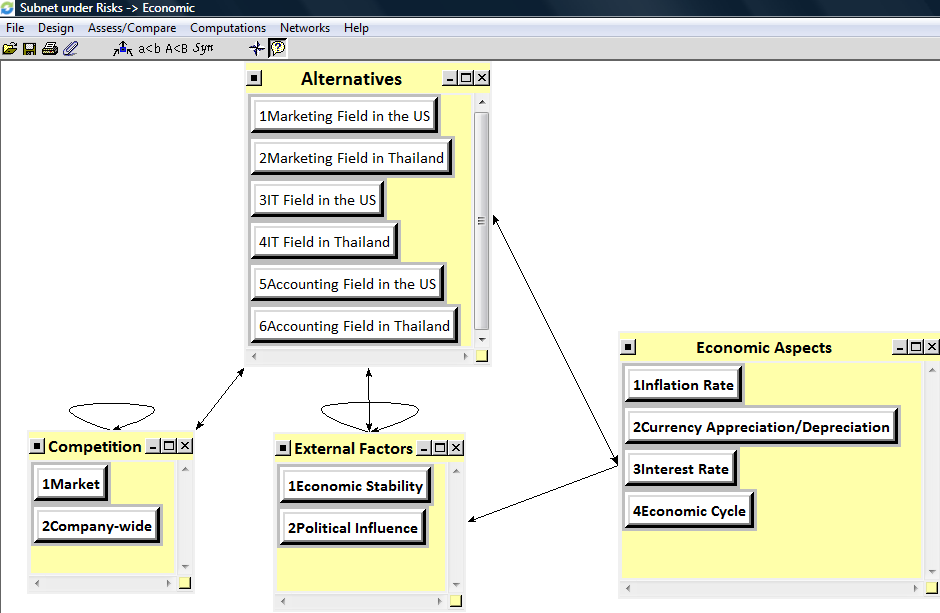 Subnet under Risks -> Economic
File Design Assess/Compare Computations Networks Help
a<b A<B Syn
Alternatives
1Marketing Field in the US
2Marketing Field in Thailand
3IT Field in the US
4IT Field in Thailand
5Accounting Field in the US
6Accounting Field in Thailand
Economic Aspects
1Inflation Rate
2Currency Appreciation/Depreciation
3Interest Rate
4Economic Cycle
Competition
1Market
2Company-wide
External Factors
1Economic Stability
2Political Influence